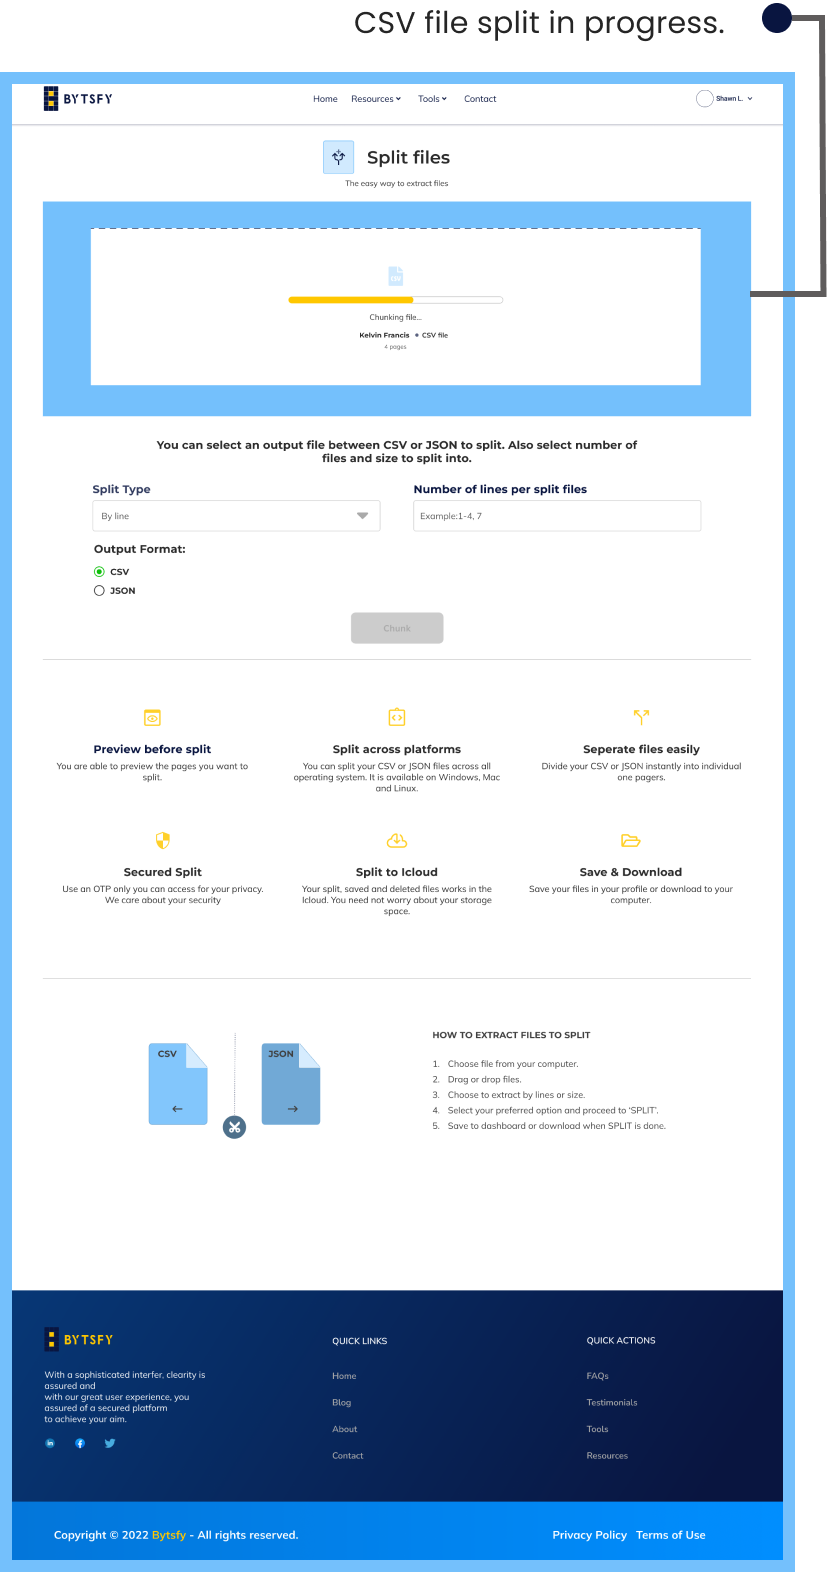 CSV file split in progress.
BYTSFY
Home Resources Tools Contact
Shawn L.
Split files
The easy way to extract files
CSV
Chunking file...
Kelvin Francis • CSV file
4 pages
You can select an output file between CSV or JSON to split. Also select number of
files and size to split into.
Split Type
By line
Number of lines per split files
Example:1-4, 7
Output Format:
CSV
JSON
Chunk
Preview before split
You are able to preview the pages you want to
split.
Split across platforms
You can split your CSV or JSON files across all
operating system. It is available on Windows, Mac
and Linux.
Seperate files easily
Divide your CSV or JSON instantly into individual
one pagers.
Secured Split
Use an OTP only you can access for your privacy.
We care about your security
Split to Icloud
Your split, saved and deleted files works in the
Icloud. You need not worry about your storage
space.
Save & Download
Save your files in your profile or download to your
computer.
CSV
JSON
HOW TO EXTRACT FILES TO SPLIT
1. Choose file from your computer.
2. Drag or drop files.
3. Choose to extract by lines or size.
4. Select your preferred option and proceed to ‘SPLIT’.
5. Save to dashboard or download when SPLIT is done.
BYTSFY
With a sophisticated interfer, clearity is
assured and
with our great user experience, you
assured of a secured platform
to achieve your aim.
in
QUICK LINKS
Home
Blog
About
Contact
QUICK ACTIONS
FAQs
Testimonials
Tools
Resources
Copyright © 2022 Bytsfy - All rights reserved.
Privacy Policy Terms of Use